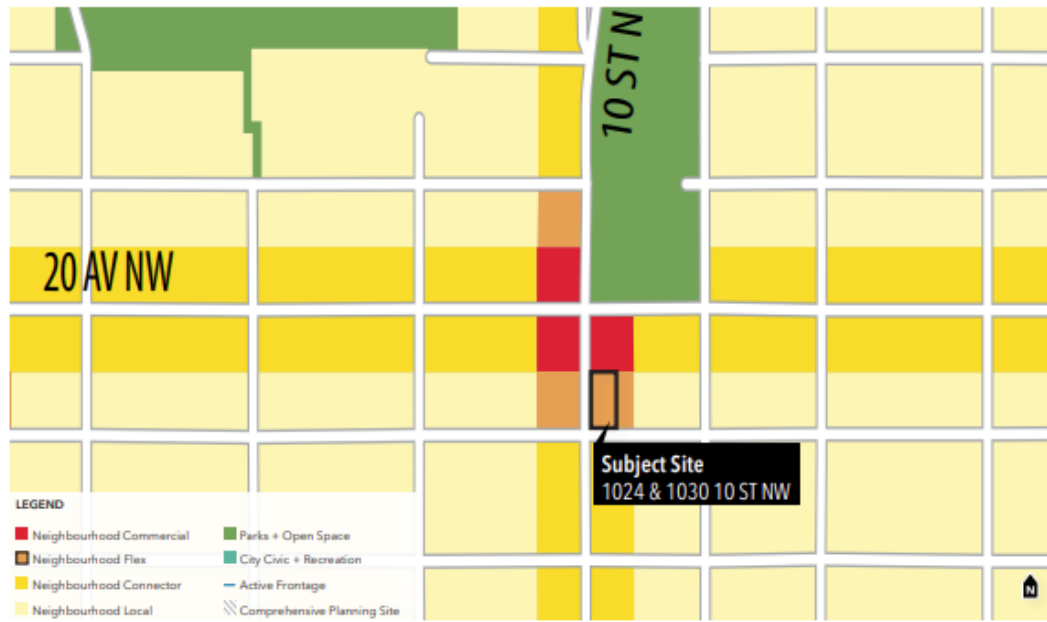 10 ST N
20 AV NW
Subject Site
1024 & 1030 10 ST NW
LEGEND
Neighbourhood Commercial
Neighbourhood Flex
Neighbourhood Connector
Neighbourhood Local
Parks + Open Space
City Civic + Recreation
Active Frontage
Comprehensive Planning Site
N